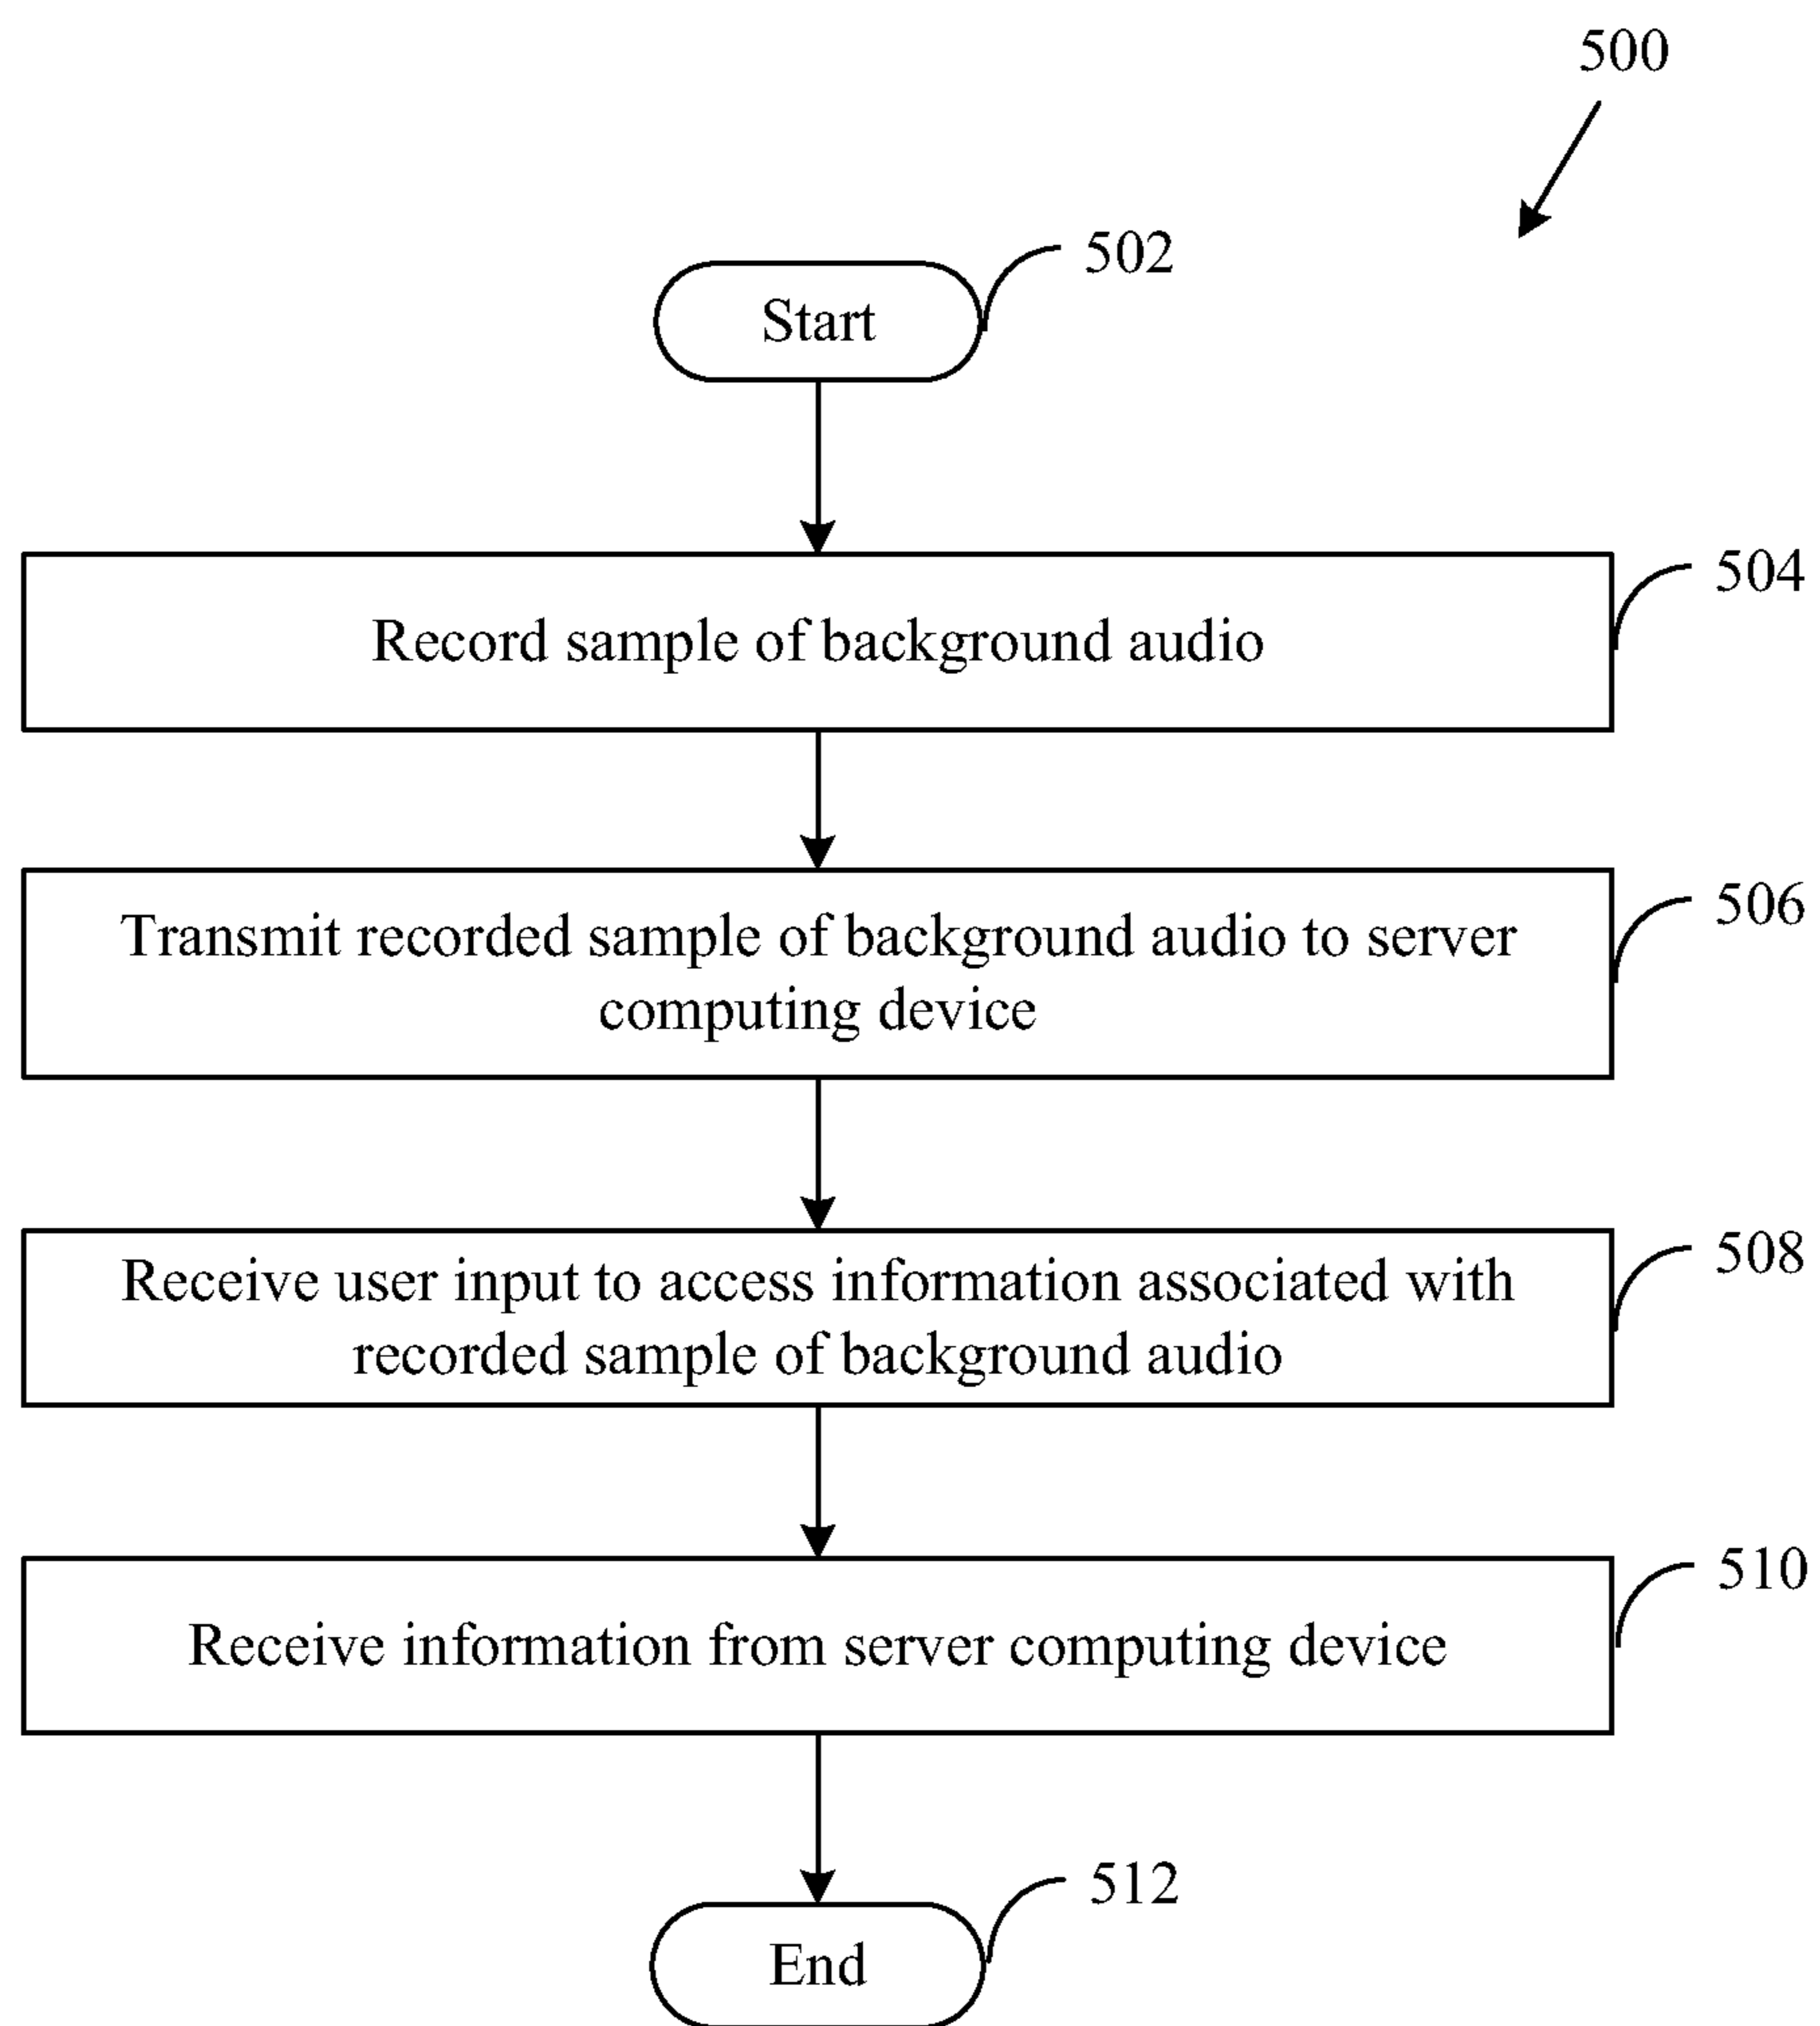 500
502
Start
504
Record sample of background audio
506
Transmit recorded sample of background audio to server
computing device
508
Receive user input to access information associated with
recorded sample of background audio
510
Receive information from server computing device
512
End